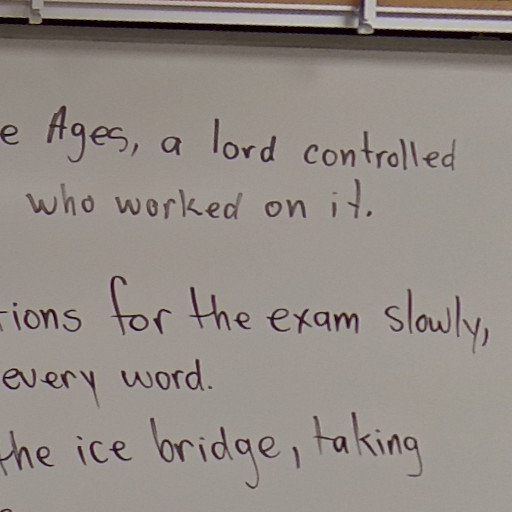 e Ages, a lord controlled
who worked on it.
tions for the exam slowly,
every word.
the ice bridge, taking